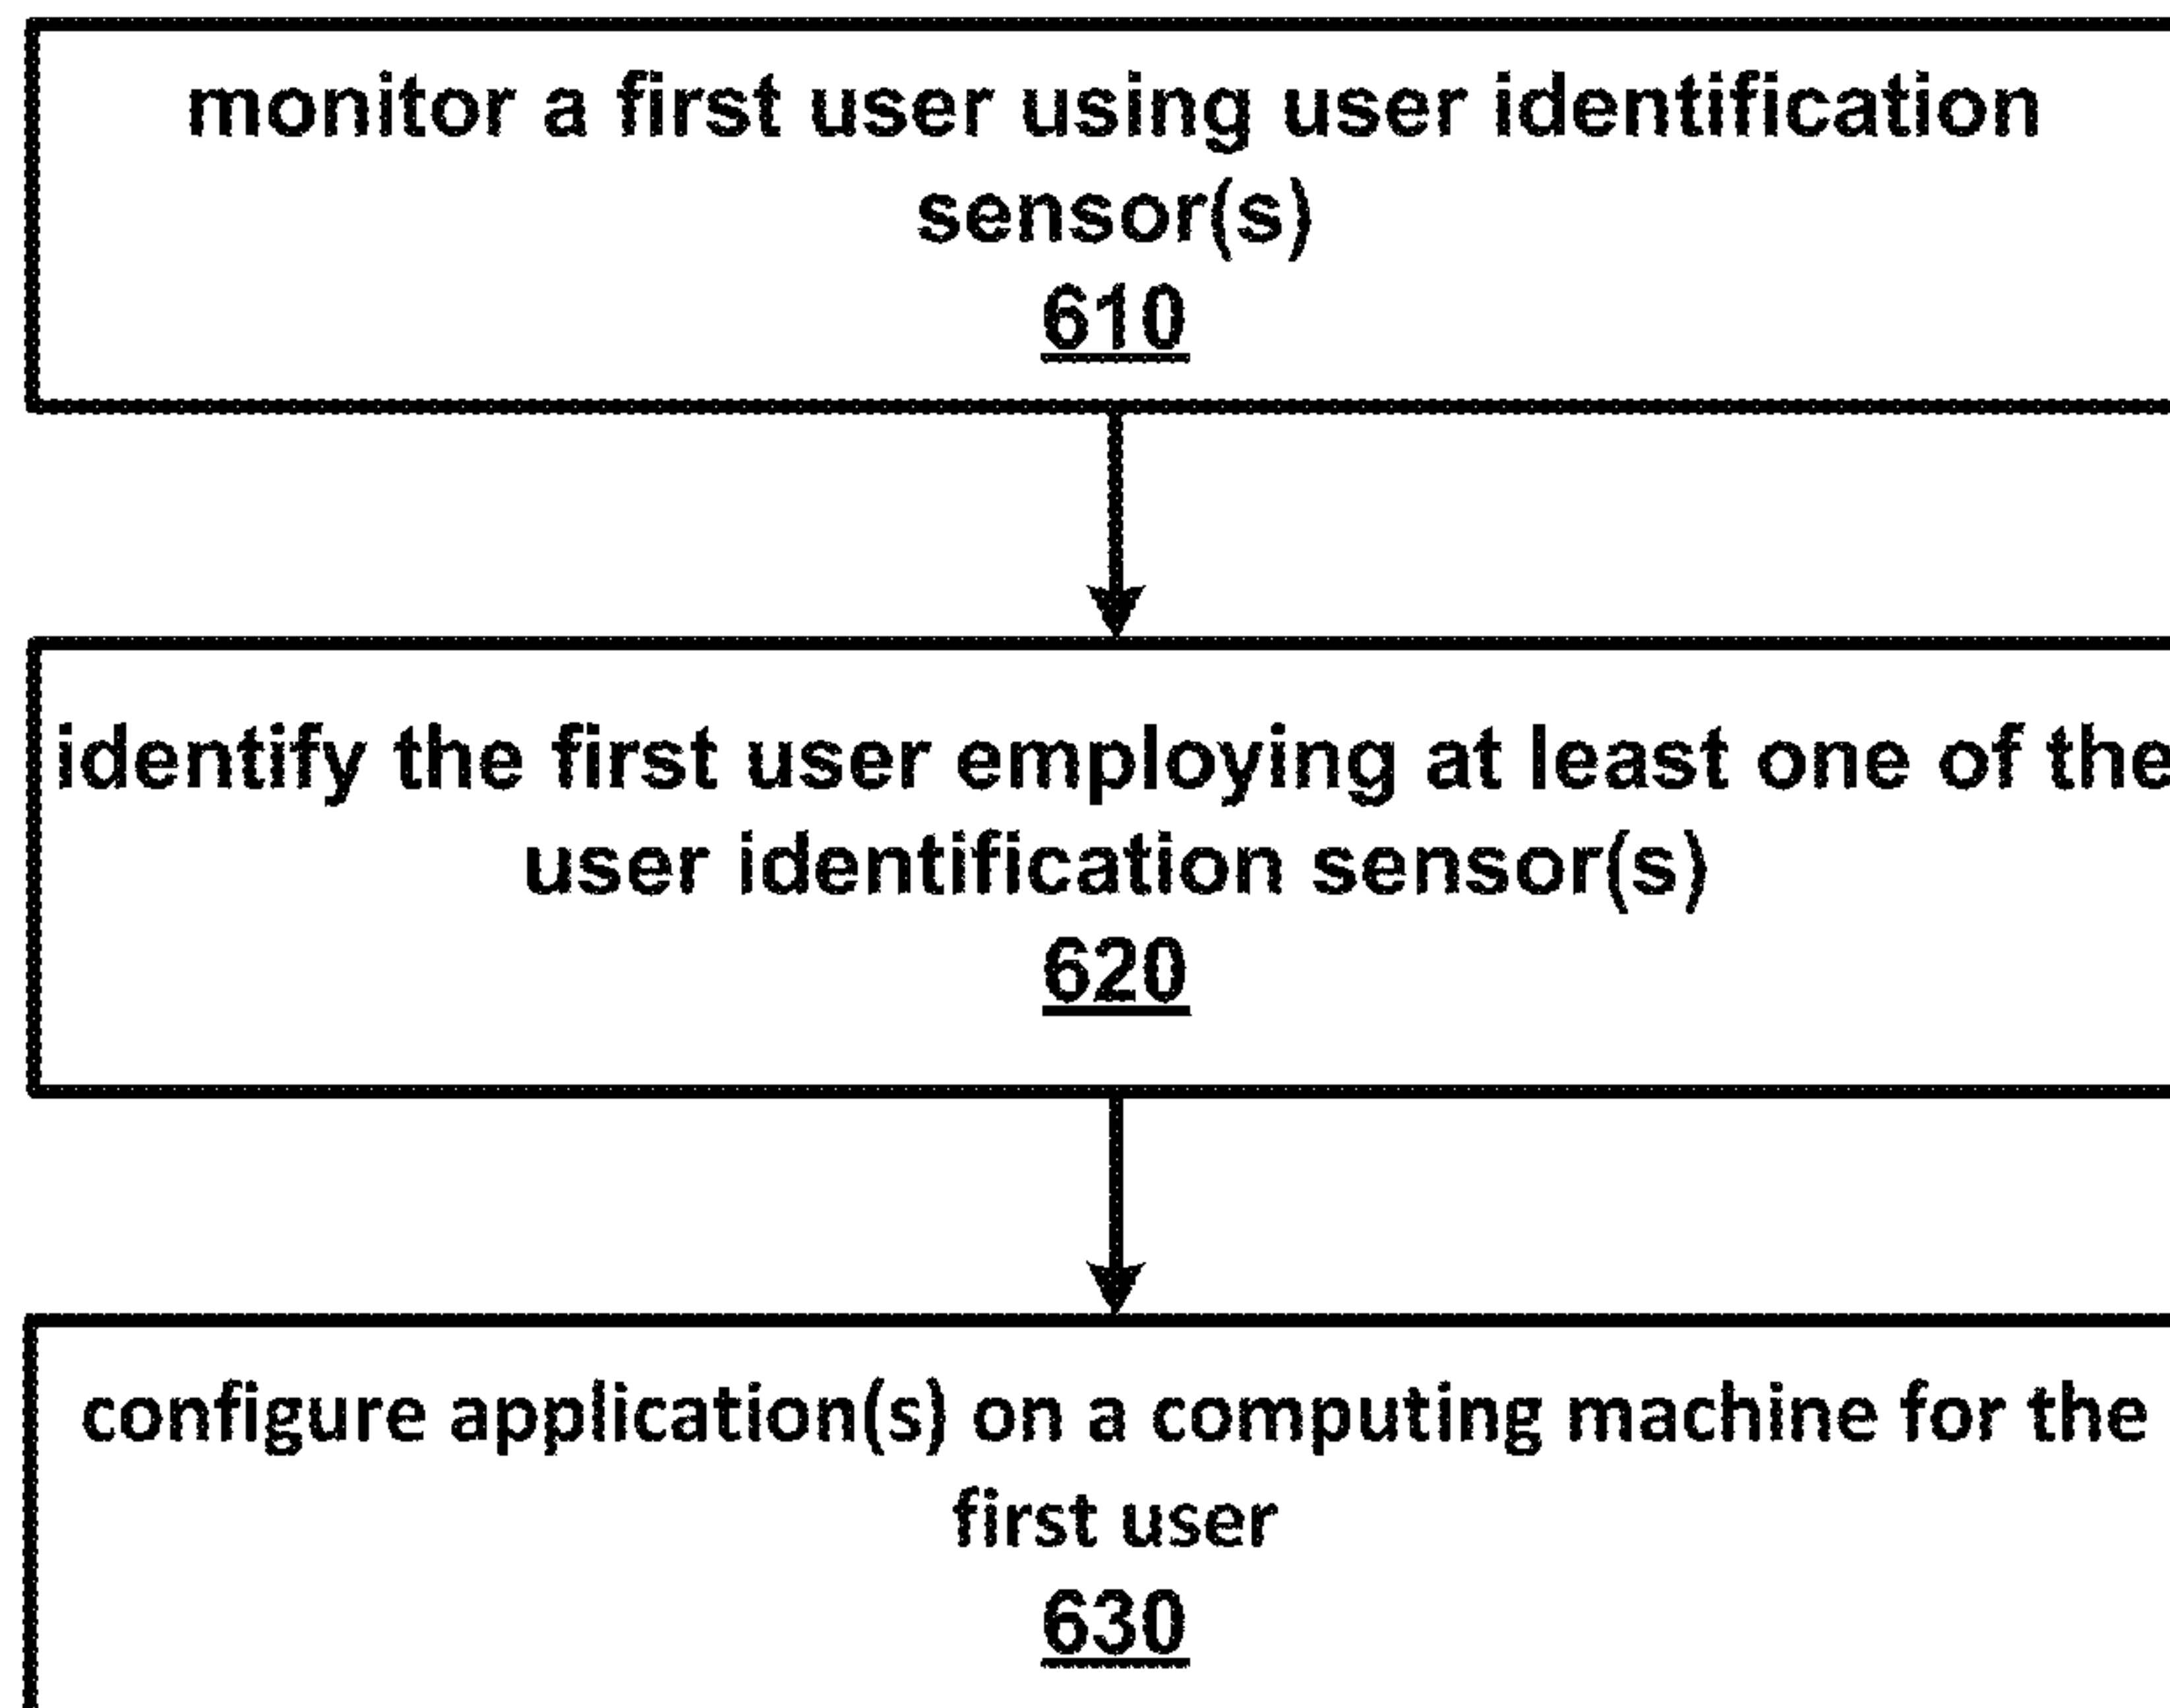 monitor a first user using user identification
sensor(s)
610
identify the first user employing at least one of the
user identification sensor(s)
620
configure application(s) on a computing machine for the
first user
630